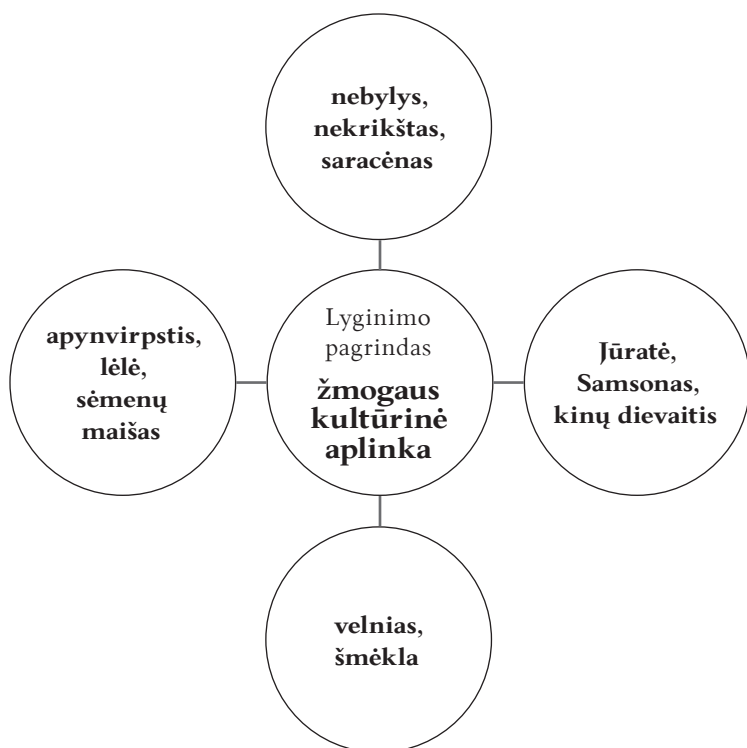 nebylys,
nekrikštas,
saracėnas
apynvirpstis,
lėlė,
sėmenų
maišas
Lyginimo
pagrindas
žmogaus
kultūrinė
aplinka
Jūratė,
Samsonas,
kinų dievaitis
velnias,
šmėkla